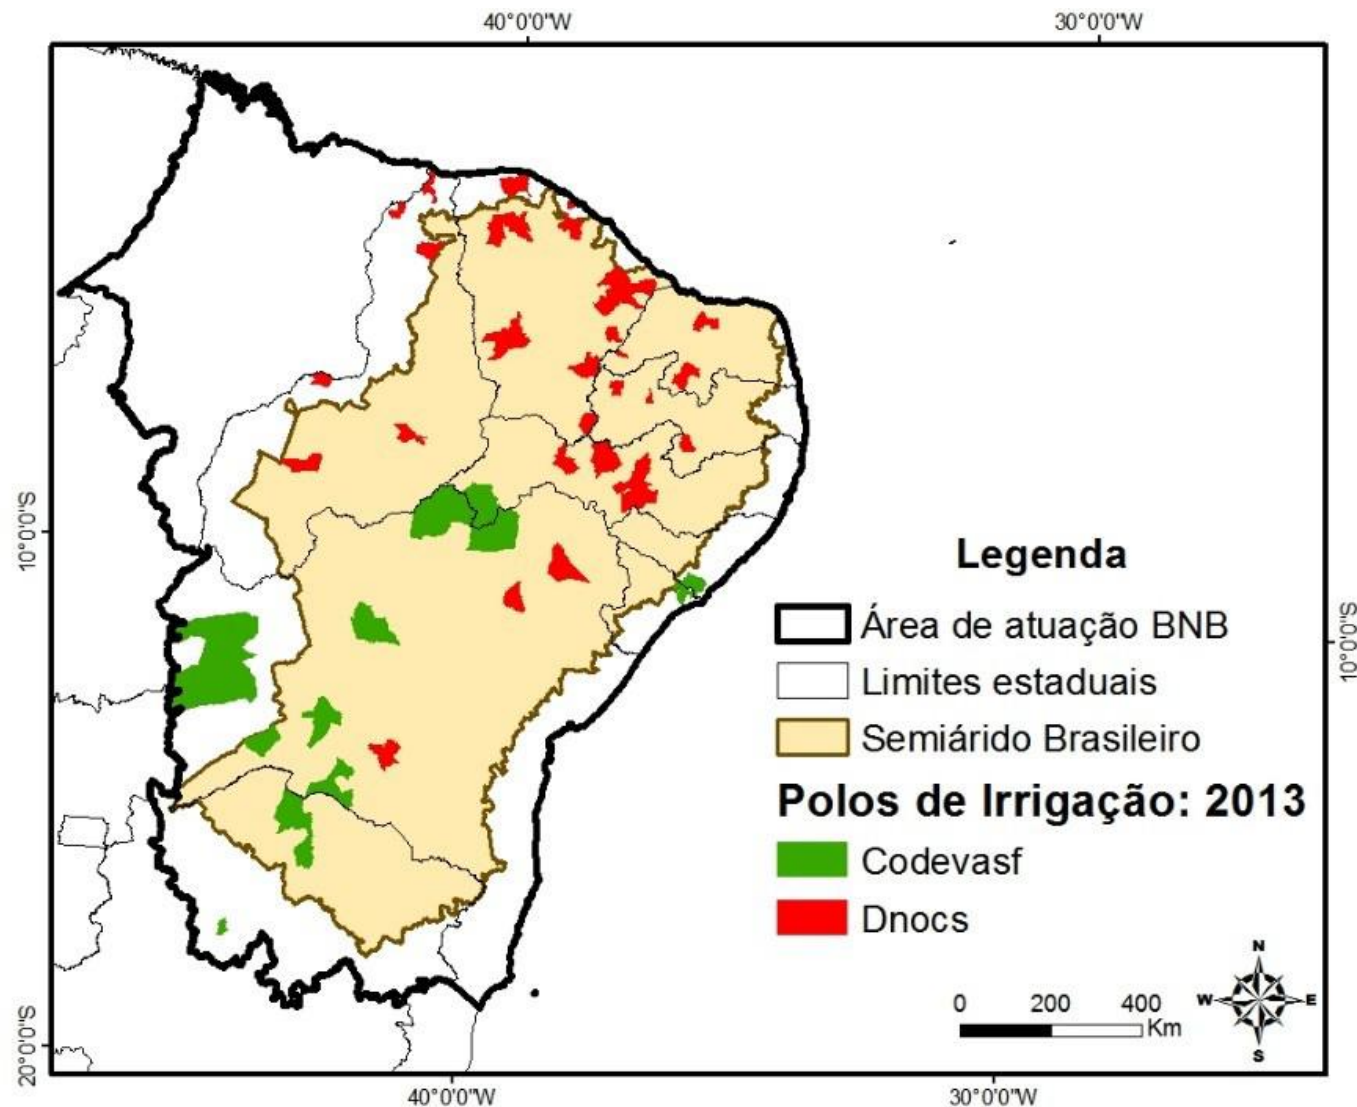 40°0'0"W
30°0'0"W
10°0'0"S
Legenda
Área de atuação BNB
10°0'0"S
Limites estaduais
Semiárido Brasileiro
Polos de Irrigação: 2013
Codevasf
Dnocs
N
W
E
S
0 200 400
Km
20°0'0"S
40°0'0"W
30°0'0"W